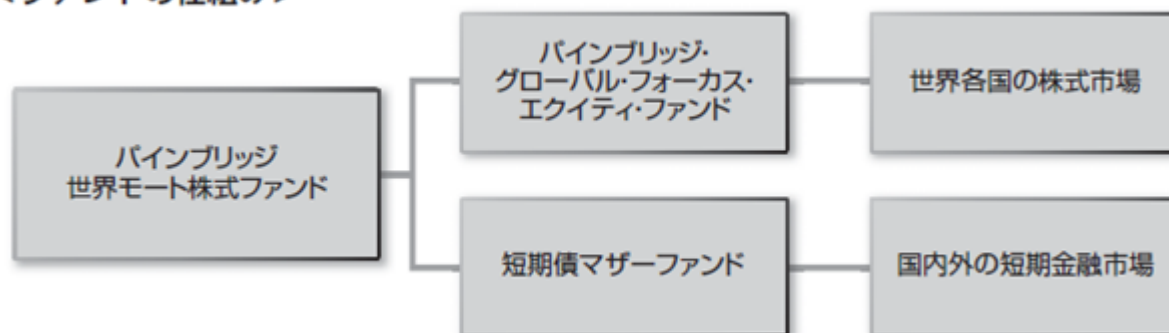 パインブリッジ・
グローバル・フォーカス・
エクイティ・ファンド
世界各国の株式市場
パインブリッジ
世界モート株式ファンド
短期債マザーファンド
国内外の短期金融市場